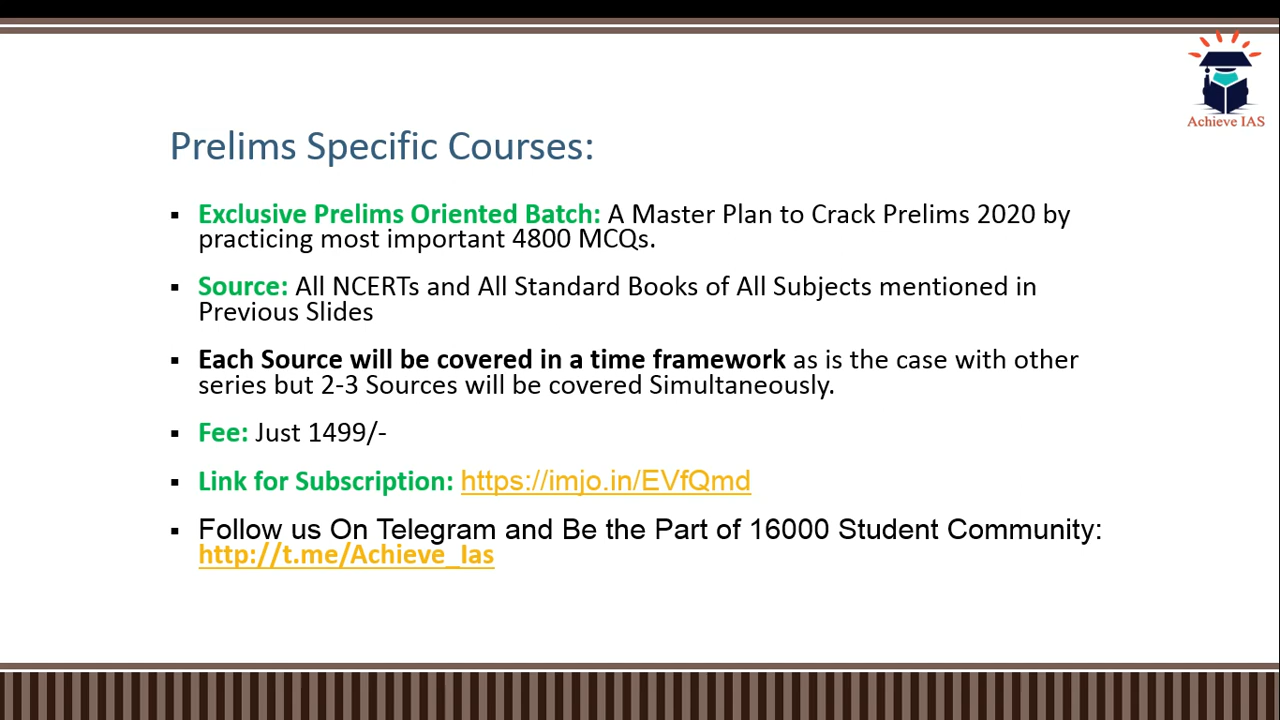 Achieve IAS
Prelims Specific Courses:
▪ Exclusive Prelims Oriented Batch: A Master Plan to Crack Prelims 2020 by
practicing most important 4800 MCQs.
▪ Source: All NCERTs and All Standard Books of All Subjects mentioned in
Previous Slides
▪ Each Source will be covered in a time framework as is the case with other
series but 2-3 Sources will be covered Simultaneously.
▪ Fee: Just 1499/-
▪ Link for Subscription: https://imjo.in/EVfQmd
▪ Follow us On Telegram and Be the Part of 16000 Student Community:
http://t.me/Achieve_Ias